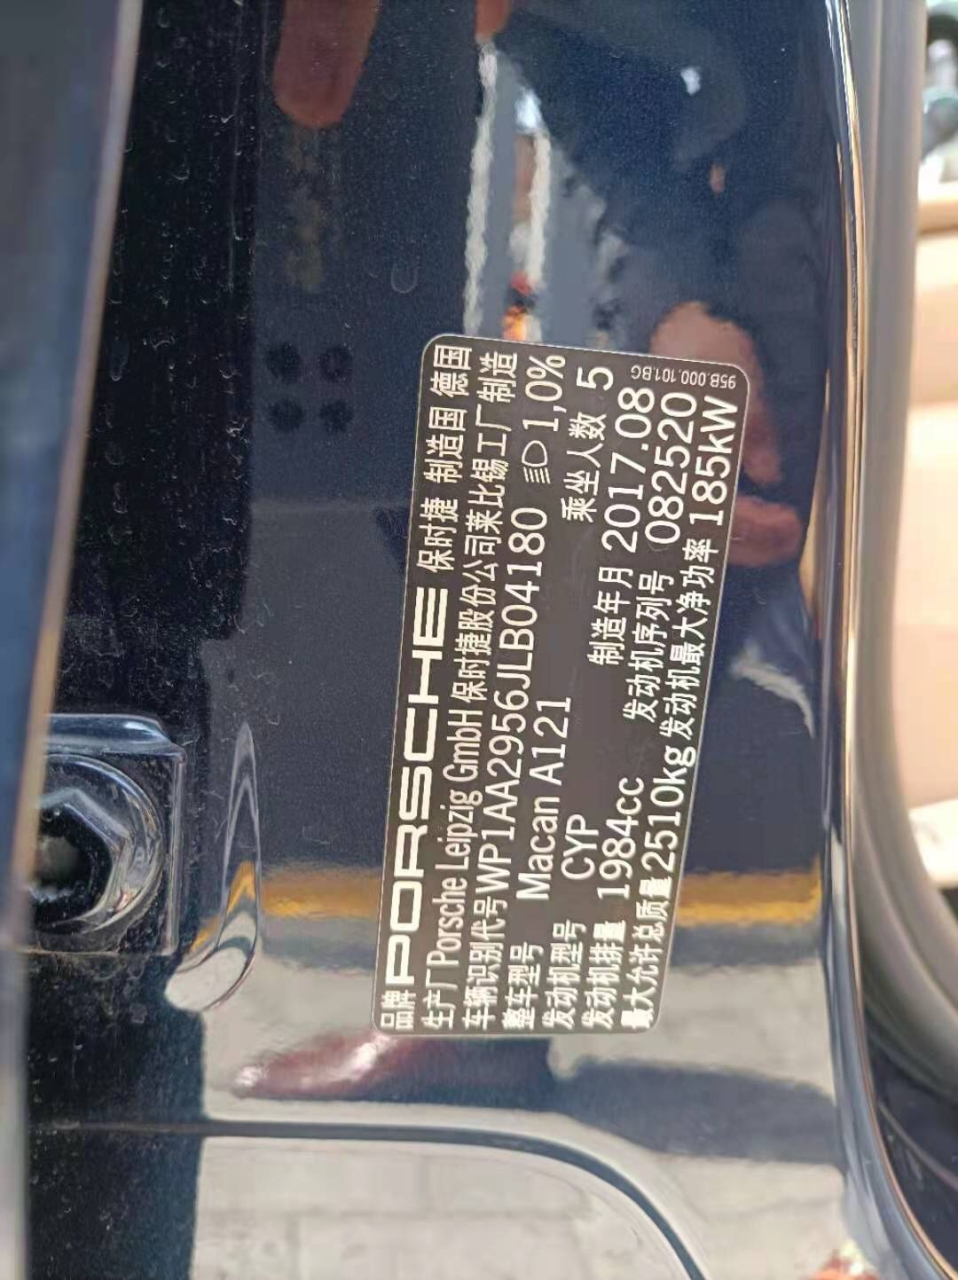 品牌 PORSCHE 保时捷 制造国 德国
生产厂 Porsche Leipzig GmbH 保时捷股份公司莱比锡工厂制造
车辆识别代号 WP1AA2956JLB04180 1,0%
整车型号 Macan A121 乘坐人数 5
发动机型号 CYP 制造年月 2017.08
发动机排量 1984cc 发动机序列号 082520
最大允许总质量 2510kg 发动机最大净功率 185kW
95B.000.101.BG